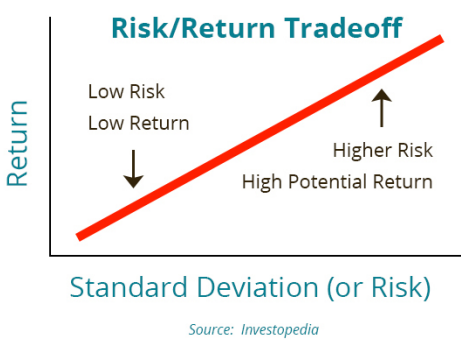 Risk/Return Tradeoff
Low Risk
Low Return
Higher Risk
High Potential Return
Return
Standard Deviation (or Risk)
Source: Investopedia